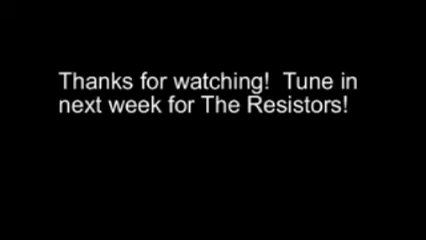 Thanks for watching!  Tune in
next week for The Resistors!